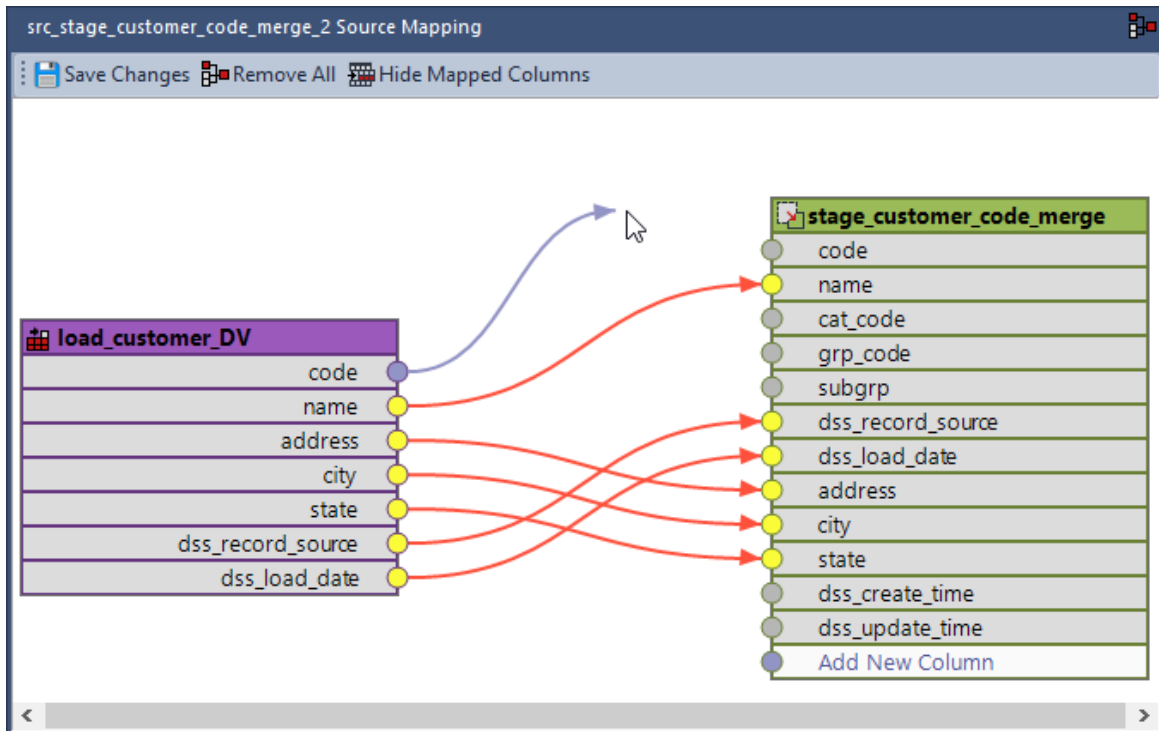 src_stage_customer_code_merge_2 Source Mapping
Save Changes Remove All Hide Mapped Columns
load_customer_DV
code
name
address
city
state
dss_record_source
dss_load_date
stage_customer_code_merge
code
name
cat_code
grp_code
subgrp
dss_record_source
dss_load_date
address
city
state
dss_create_time
dss_update_time
Add New Column